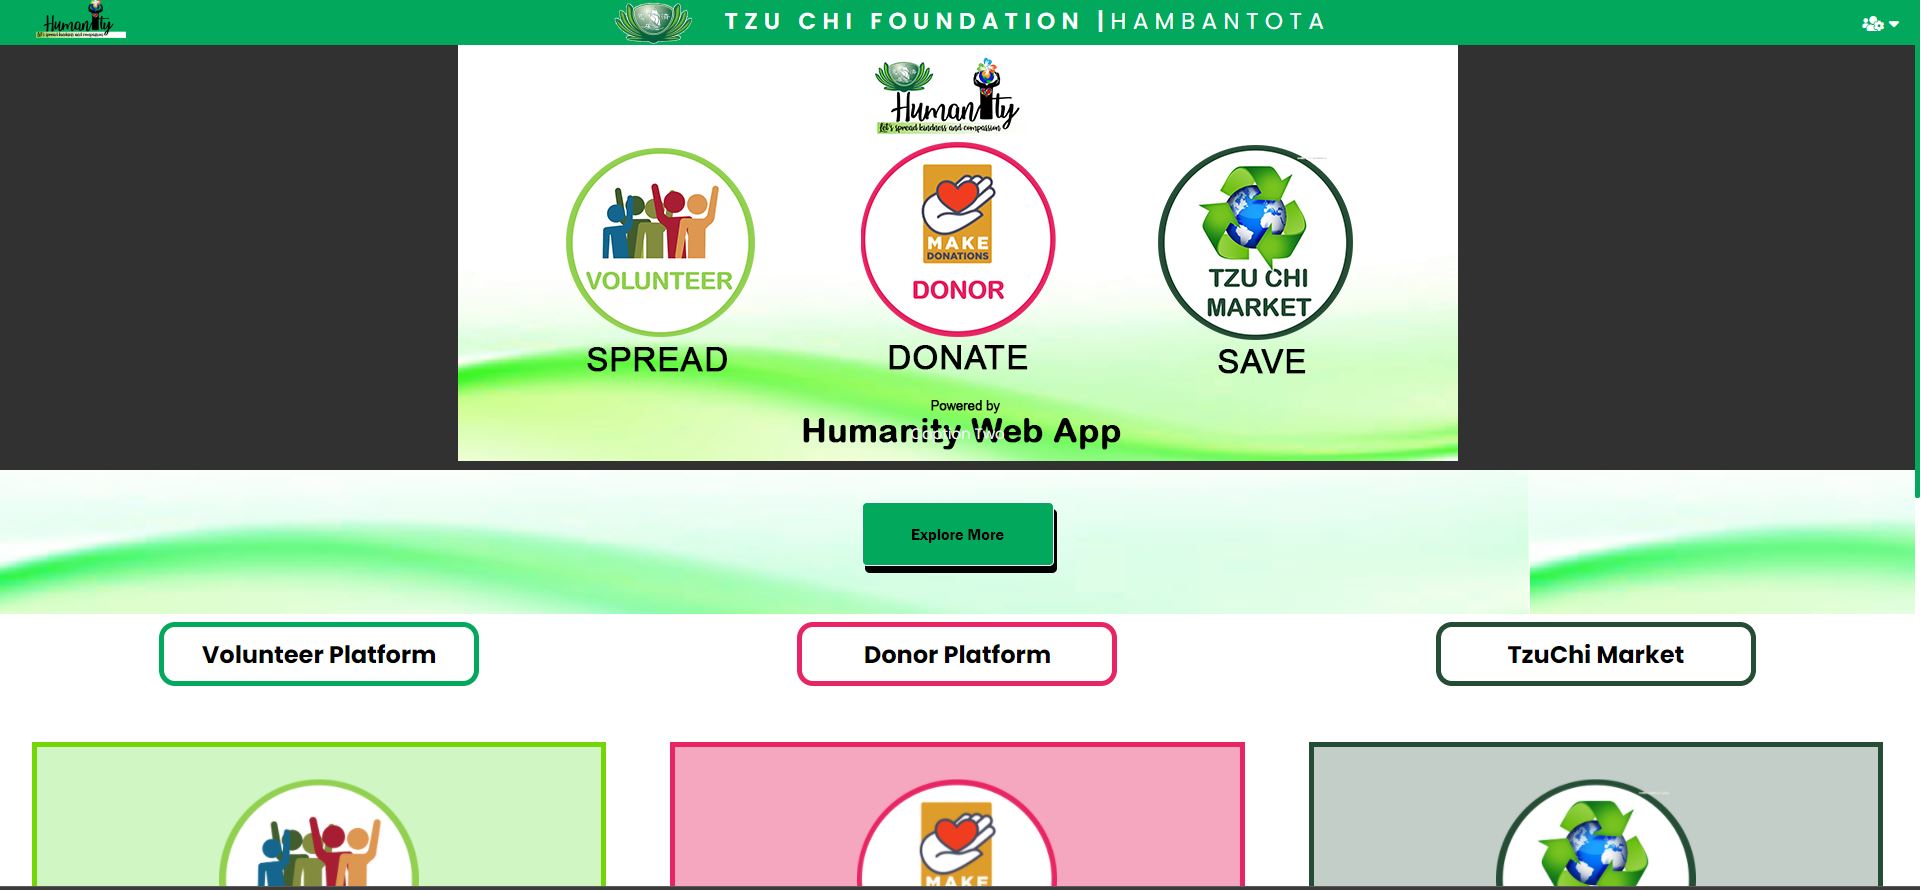 Humanity
Let's spread kindness and compassion
TZU CHI FOUNDATION |HAMBANTOTA
Humanity
Let's spread kindness and compassion
VOLUNTEER
SPREAD
MAKE
DONATIONS
DONOR
DONATE
TZU CHI
MARKET
SAVE
Powered by
Humanity Web App
Caption Two
Explore More
Volunteer Platform
Donor Platform
TzuChi Market
MAKE